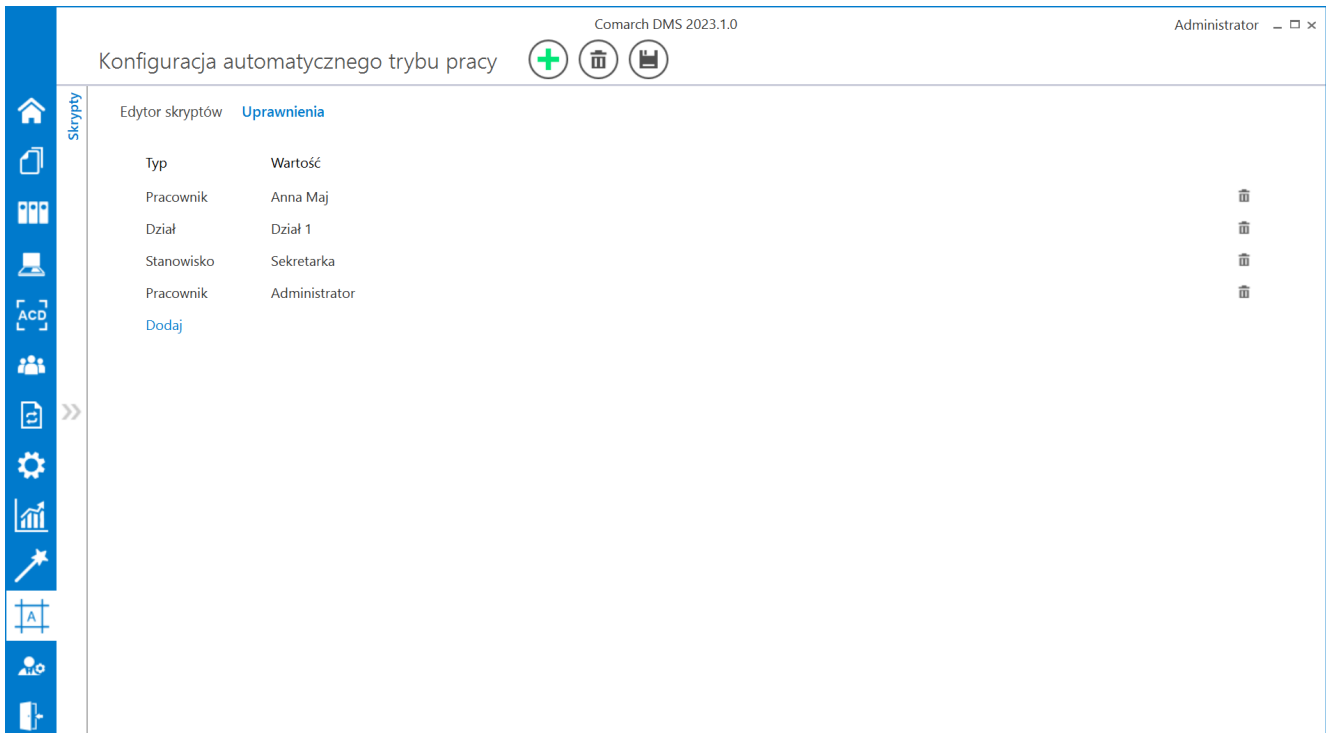 Comarch DMS 2023.1.0
Administrator
Konfiguracja automatycznego trybu pracy
Skrypty
Edytor skryptów Uprawnienia
Typ Wartość
Pracownik Anna Maj
Dział Dział 1
Stanowisko Sekretarka
Pracownik Administrator
Dodaj
ACD
A